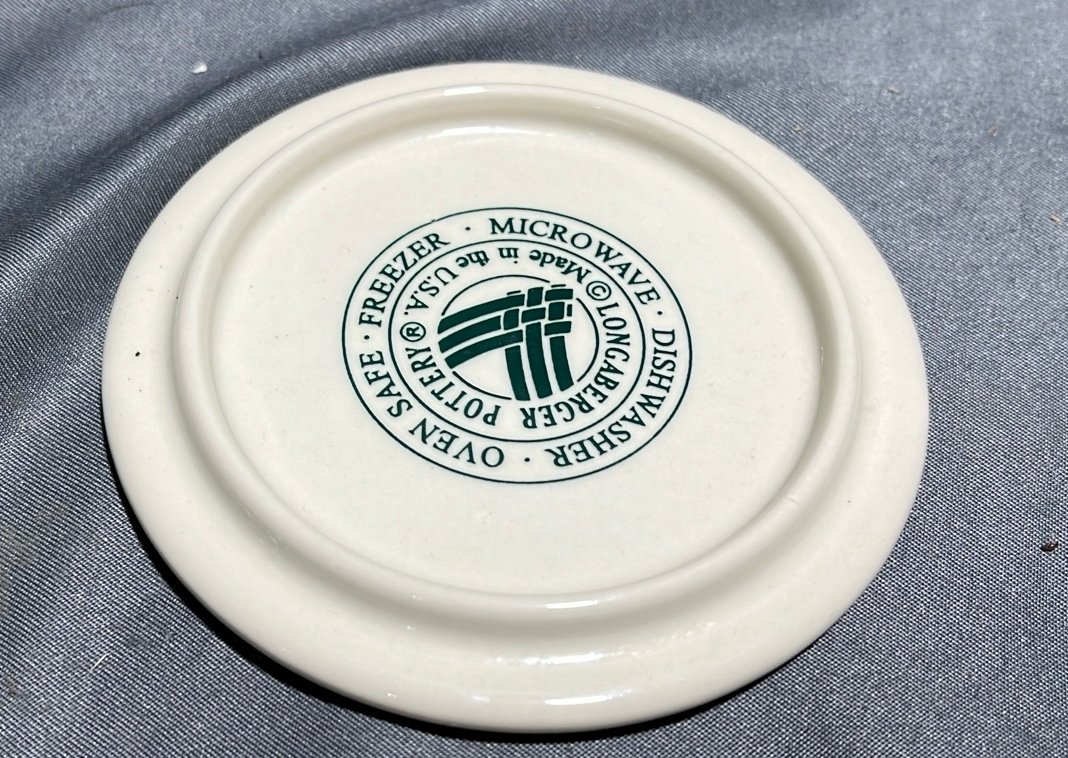 FREEZER · MICROWAVE · DISHWASHER · OVEN SAFE ·
©LONGABERGER POTTERY®
Made in the U.S.A.